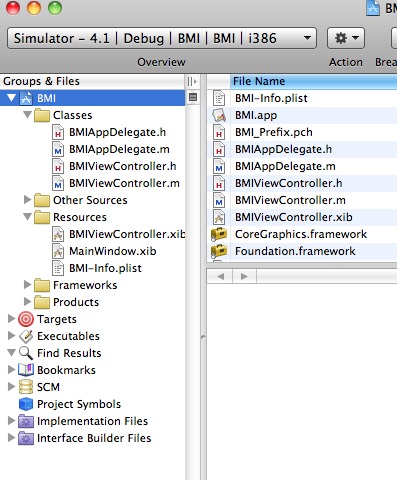 BM
Simulator - 4.1 | Debug | BMI | BMI | i386
Overview
Action
Brea
Groups & Files
BMI
Classes
BMIAppDelegate.h
BMIAppDelegate.m
BMIViewController.h
BMIViewController.m
Other Sources
Resources
BMIViewController.xib
MainWindow.xib
BMI-Info.plist
Frameworks
Products
Targets
Executables
Find Results
Bookmarks
SCM
Project Symbols
Implementation Files
Interface Builder Files
File Name
BMI-Info.plist
BMI.app
BMI_Prefix.pch
BMIAppDelegate.h
BMIAppDelegate.m
BMIViewController.h
BMIViewController.m
BMIViewController.xib
CoreGraphics.framework
Foundation.framework